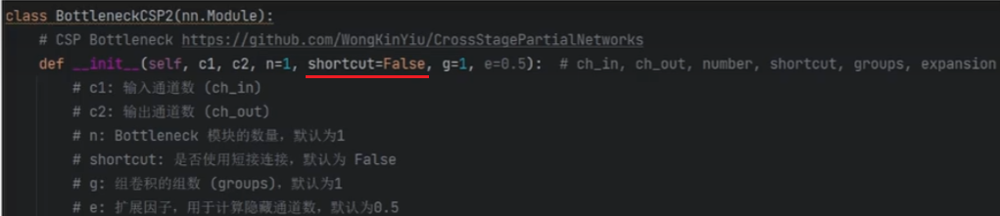 class BottleneckCSP2(nn.Module):
# CSP Bottleneck https://github.com/WongKinYiu/CrossStagePartialNetworks
def __init__(self, c1, c2, n=1, shortcut=False, g=1, e=0.5):  # ch_in, ch_out, number, shortcut, groups, expansion
# c1: 输入通道数 (ch_in)
# c2: 输出通道数 (ch_out)
# n: Bottleneck 模块的数量,默认为1
# shortcut: 是否使用短接连接,默认为 False
# g: 组卷积的组数 (groups),默认为1
# e: 扩展因子,用于计算隐藏通道数,默认为0.5